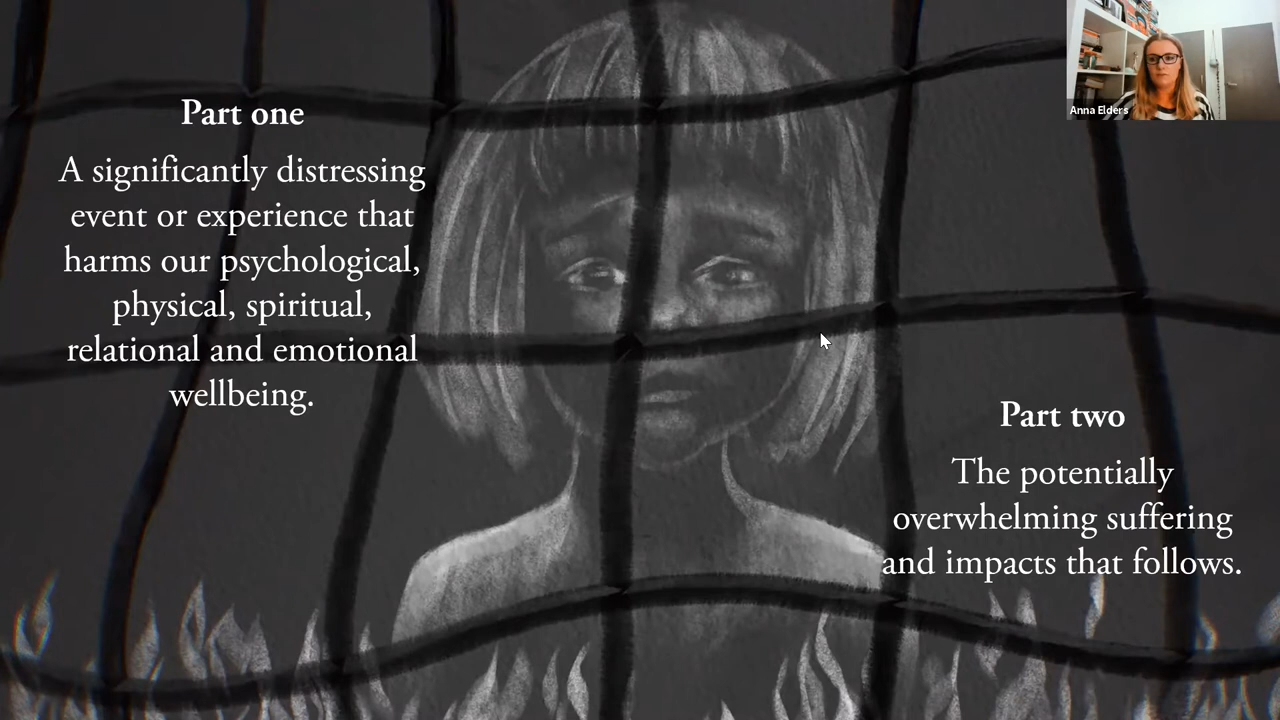 Part one
A significantly distressing
event or experience that
harms our psychological,
physical, spiritual,
relational and emotional
wellbeing.
Anna Elders
Part two
The potentially
overwhelming suffering
and impacts that follows.